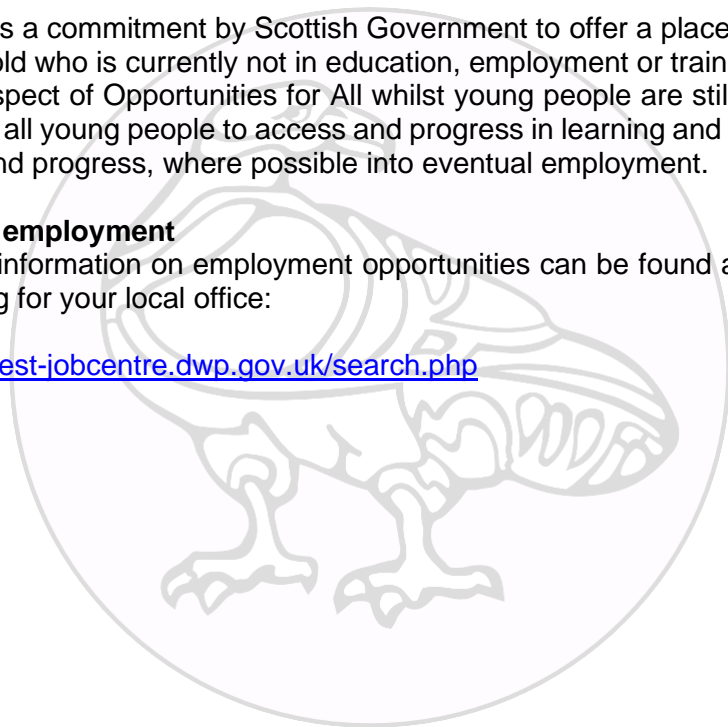 s a commitment by Scottish Government to offer a place
old who is currently not in education, employment or train
spect of Opportunities for All whilst young people are stil
all young people to access and progress in learning and
nd progress, where possible into eventual employment.
employment
information on employment opportunities can be found a
g for your local office:
est-jobcentre.dwp.gov.uk/search.php